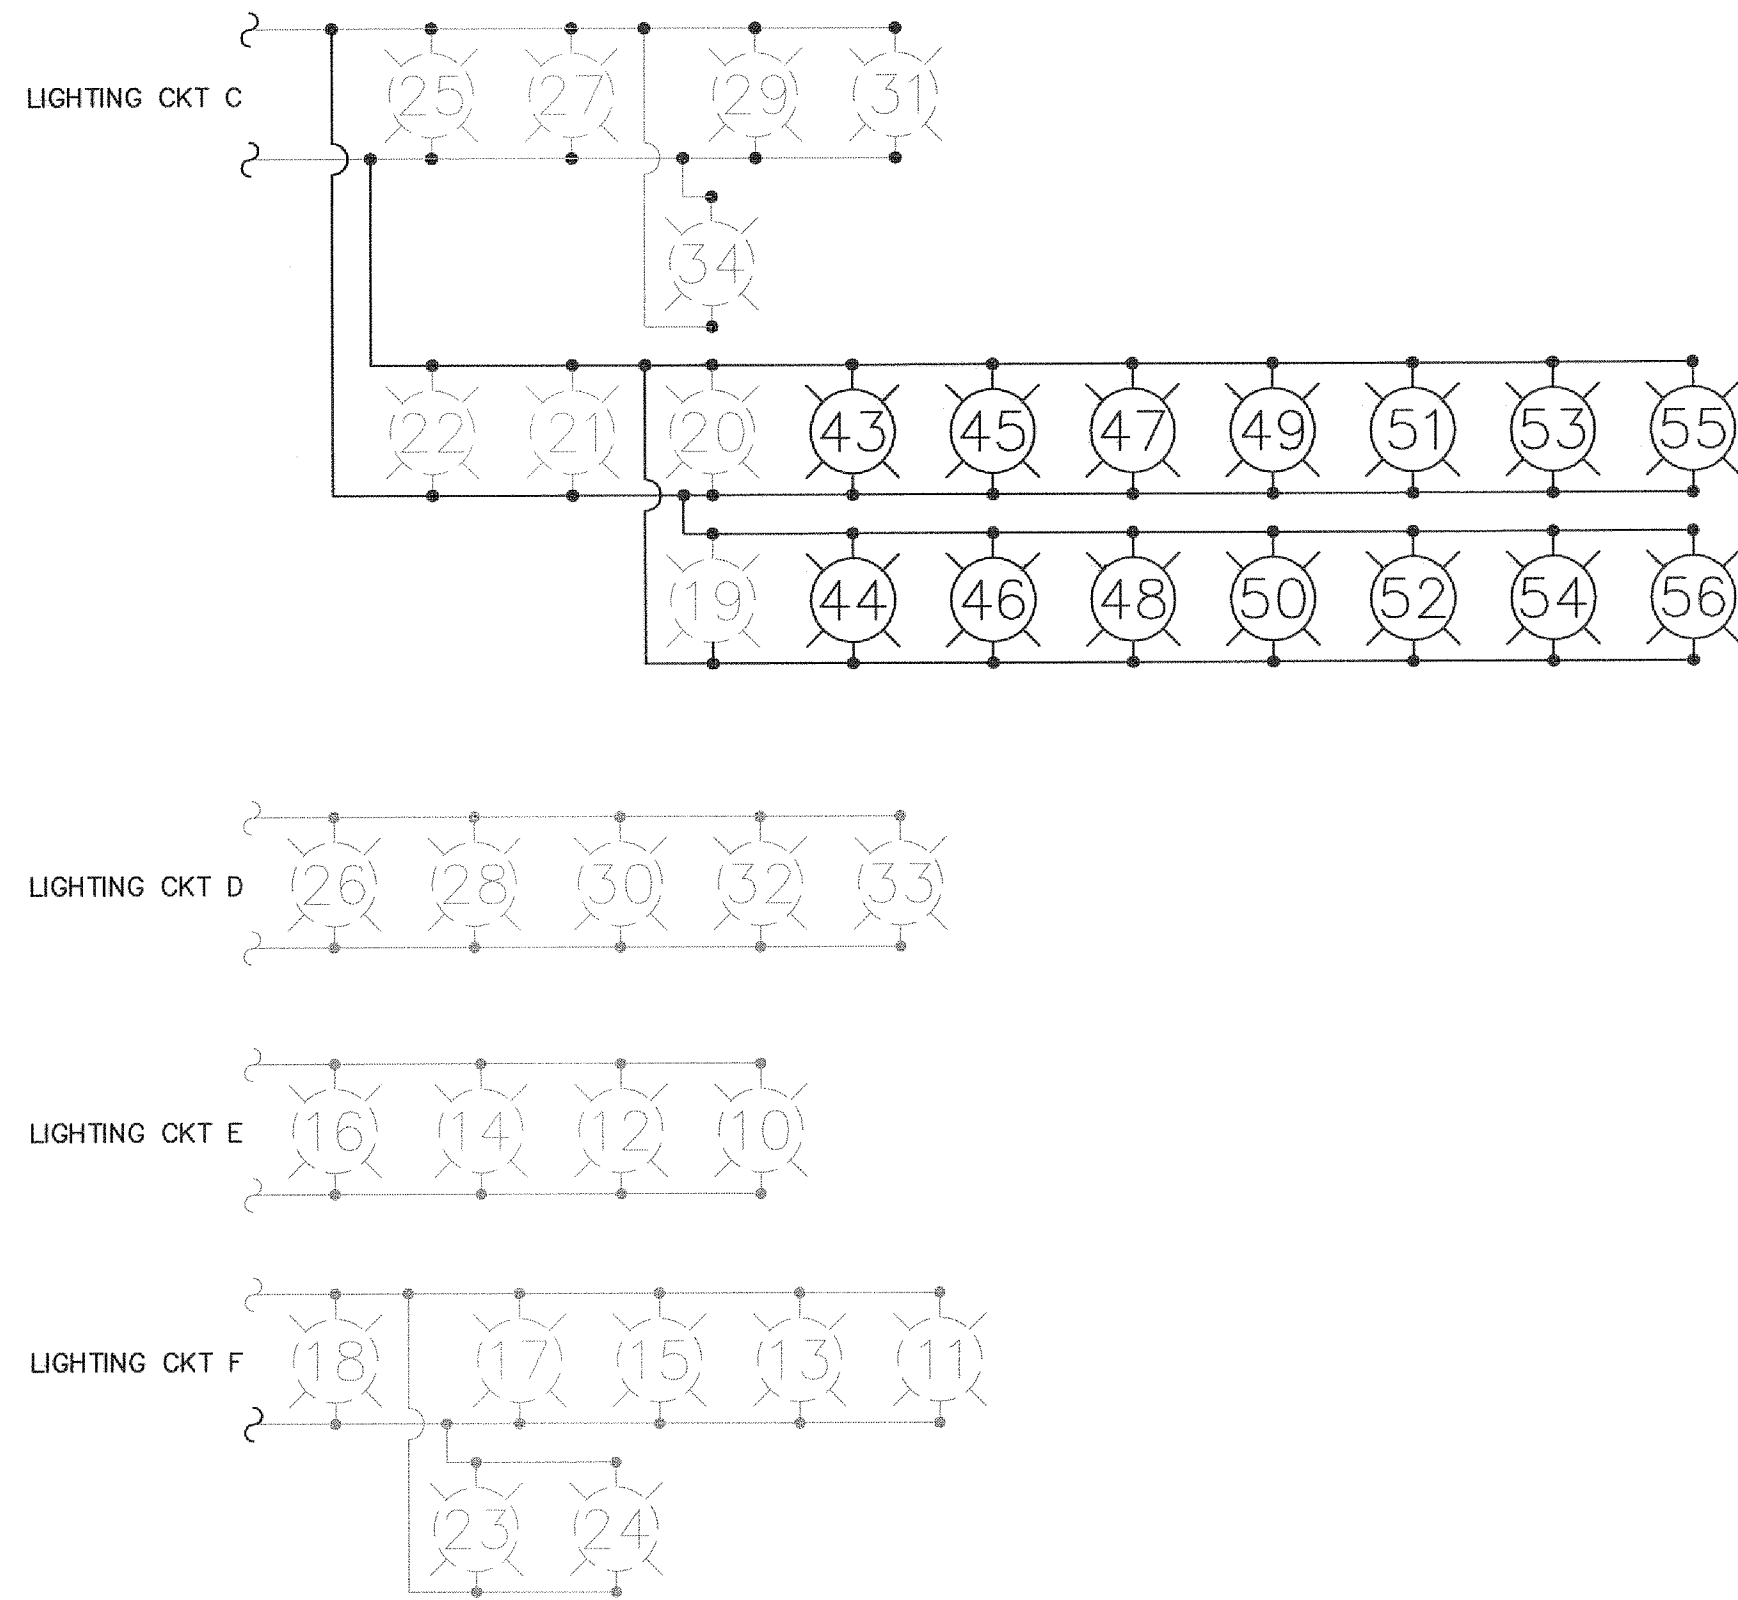 25 27 29 31
LIGHTING CKT C
34
22 21 20 43 45 47 49 51 53 55
19 44 46 48 50 52 54 56
LIGHTING CKT D 26 28 30 32 33
LIGHTING CKT E 16 14 12 10
LIGHTING CKT F 18 17 15 13 11
23 24